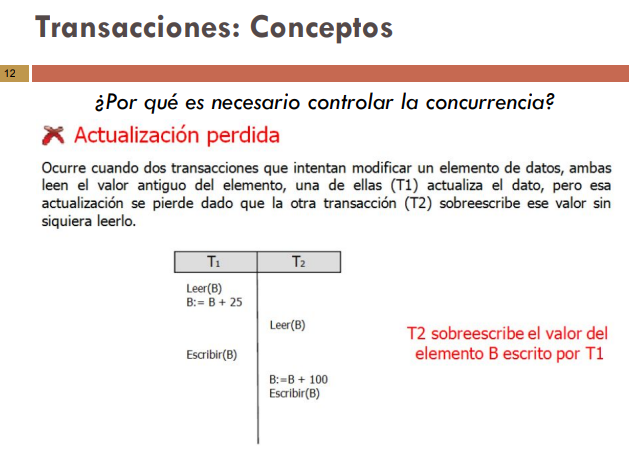 Transacciones: Conceptos
12
¿Por qué es necesario controlar la concurrencia?
Actualización perdida
Ocurre cuando dos transacciones que intentan modificar un elemento de datos, ambas
leen el valor antiguo del elemento, una de ellas (T1) actualiza el dato, pero esa
actualización se pierde dado que la otra transacción (T2) sobreescribe ese valor sin
siquiera leerlo.
T1 T2
Leer(B)
B:= B + 25
Leer(B)
Escribir(B)
B:=B + 100
Escribir(B)
T2 sobreescribe el valor del
elemento B escrito por T1